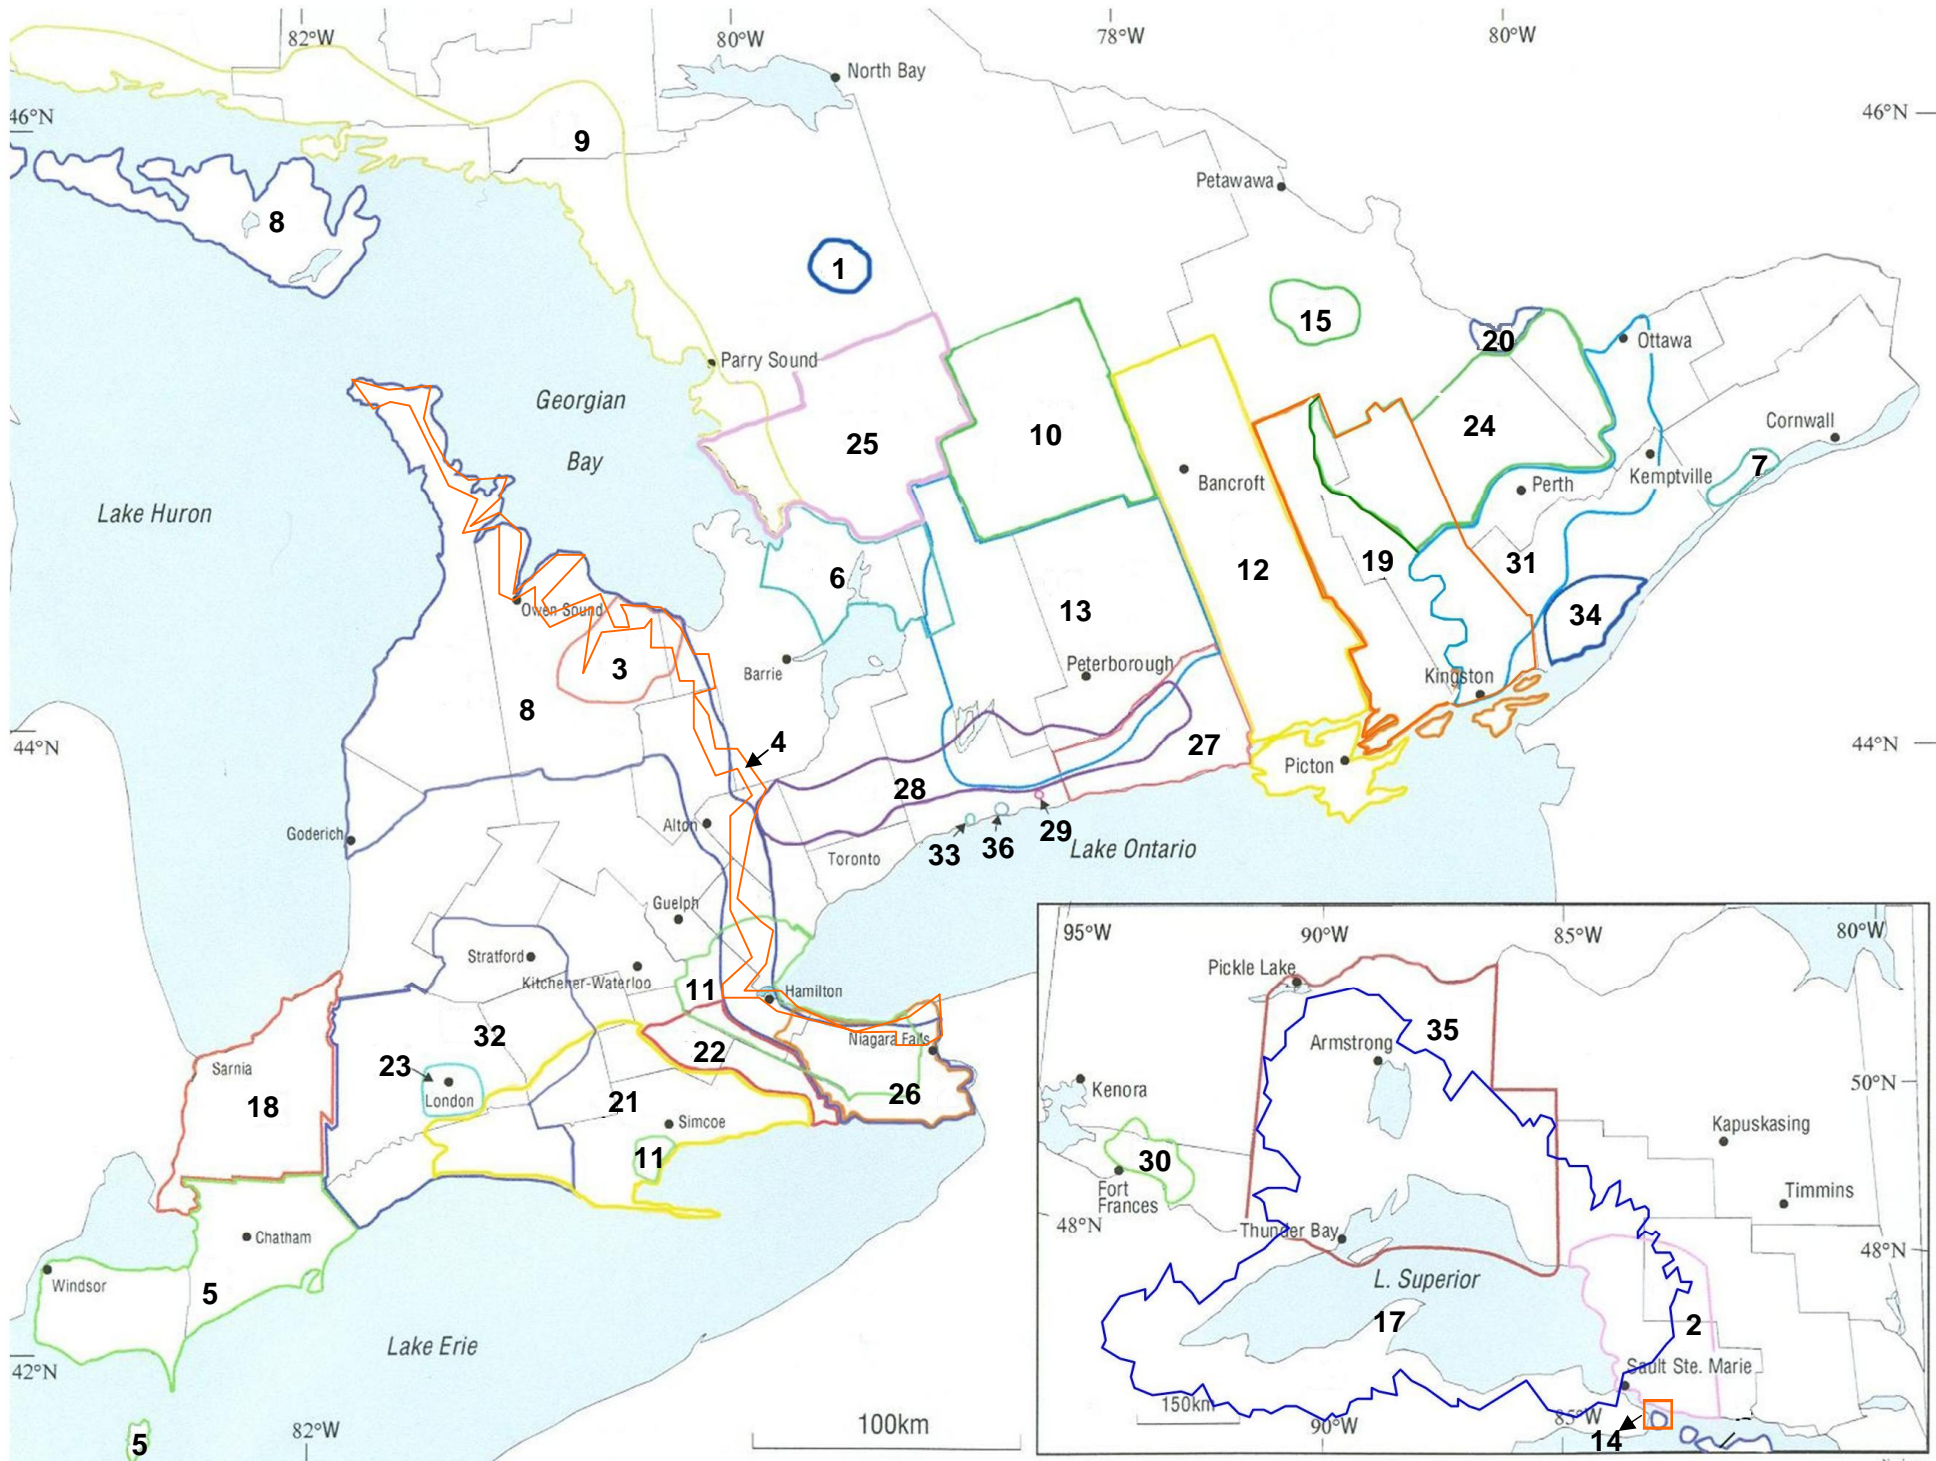 82°W
80°W
78°W
80°W
North Bay
46°N
46°N
9
Petawawa
8
1
15
20
Ottawa
Parry Sound
Georgian
Bay
25
10
24
Cornwall
7
Bancroft
Perth
Kemptville
Lake Huron
6
12
19
31
13
34
Owen Sound
3
Barrie
Peterborough
Kingston
8
4
44°N
44°N
27
Picton
28
Goderich
Alton
33
36
29
Toronto
Lake Ontario
Guelph
Stratford
Kitchener-Waterloo
11
Hamilton
32
Niagara Falls
22
23
Sarnia
London
18
21
26
Simcoe
11
Chatham
Windsor
5
Lake Erie
42°N
82°W
100km
5
95°W
90°W
85°W
80°W
Pickle Lake
35
Armstrong
Kenora
50°N
Kapuskasing
30
Fort
Frances
Timmins
48°N
Thunder Bay
48°N
L. Superior
17
2
Sault Ste. Marie
150km
90°W
85°W
14